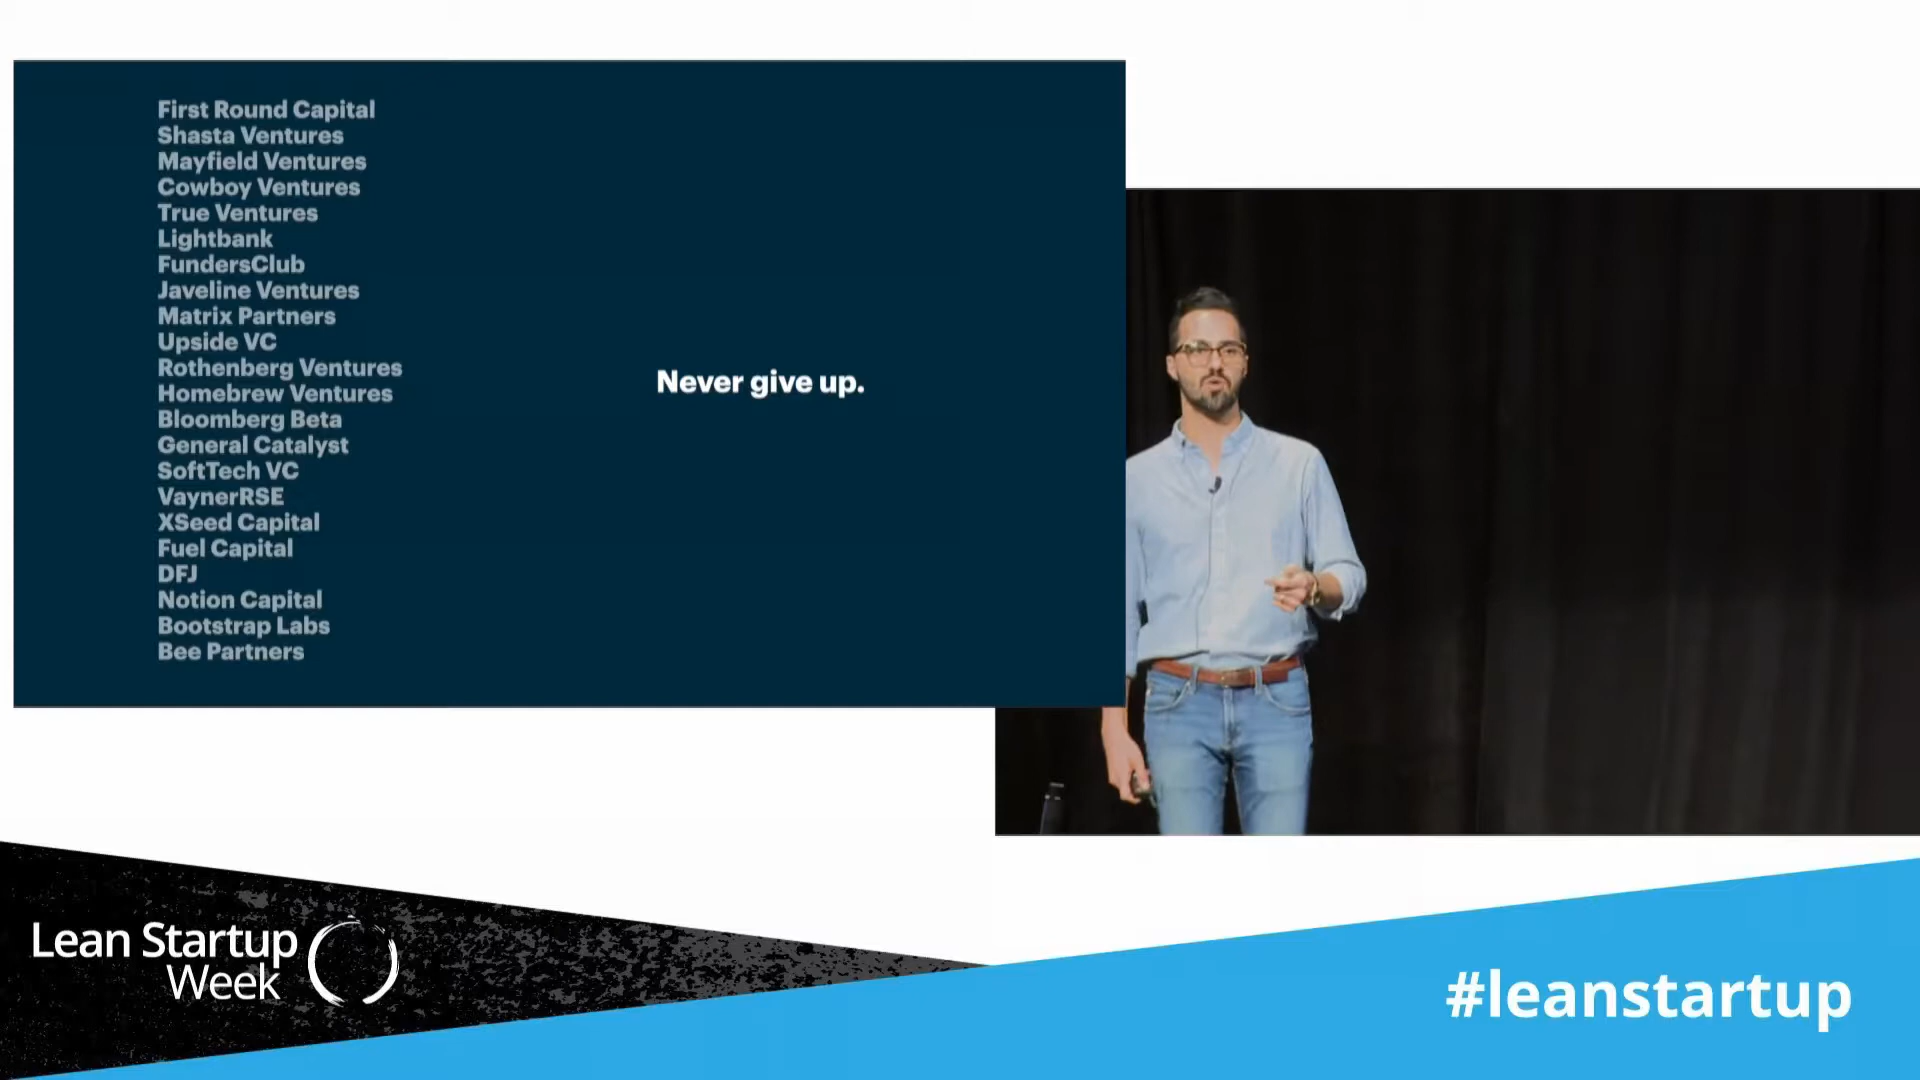 First Round Capital
Shasta Ventures
Mayfield Ventures
Cowboy Ventures
True Ventures
Lightbank
FundersClub
Javeline Ventures
Matrix Partners
Upside VC
Rothenberg Ventures
Homebrew Ventures
Bloomberg Beta
General Catalyst
SoftTech VC
VaynerRSE
XSeed Capital
Fuel Capital
DFJ
Notion Capital
Bootstrap Labs
Bee Partners
Never give up.
Lean Startup
Week
#leanstartup